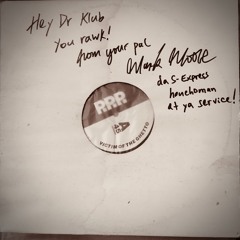 Hey Dr Klub
you rawk!
from your pal
Mark Moore
da S-Express
henchman
at ya service!
RRR
A
45
VICTIM OF THE GHETTO